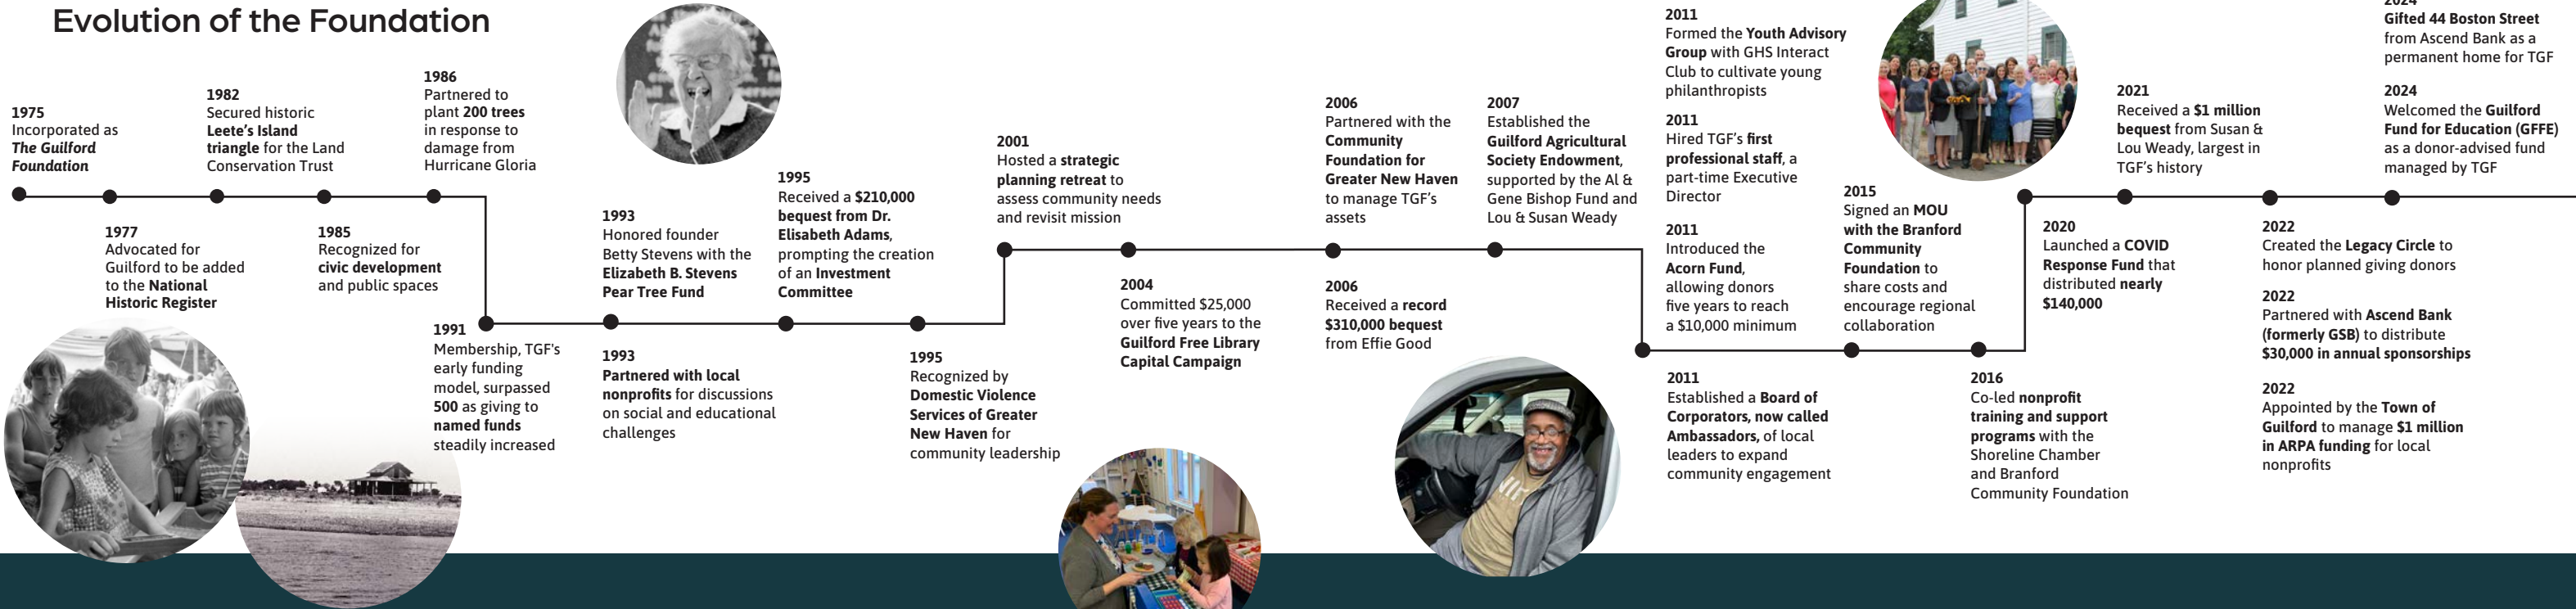 Evolution of the Foundation
1975
Incorporated as
The Guilford
Foundation
1977
Advocated for
Guilford to be added
to the National
Historic Register
1982
Secured historic
Leete's Island
triangle for the Land
Conservation Trust
1985
Recognized for
civic development
and public spaces
1986
Partnered to
plant 200 trees
in response to
damage from
Hurricane Gloria
1991
Membership, TGF's
early funding
model, surpassed
500 as giving to
named funds
steadily increased
1993
Honored founder
Betty Stevens with the
Elizabeth B. Stevens
Pear Tree Fund
1993
Partnered with local
nonprofits for discussions
on social and educational
challenges
1995
Received a $210,000
bequest from Dr.
Elisabeth Adams,
prompting the creation
of an Investment
Committee
1995
Recognized by
Domestic Violence
Services of Greater
New Haven for
community leadership
2001
Hosted a strategic
planning retreat to
assess community needs
and revisit mission
2004
Committed $25,000
over five years to the
Guilford Free Library
Capital Campaign
2006
Partnered with the
Community
Foundation for
Greater New Haven
to manage TGF's
assets
2006
Received a record
$310,000 bequest
from Effie Good
2007
Established the
Guilford Agricultural
Society Endowment,
supported by the Al &
Gene Bishop Fund and
Lou & Susan Weady
2011
Formed the Youth Advisory
Group with GHS Interact
Club to cultivate young
philanthropists
2011
Hired TGF's first
professional staff, a
part-time Executive
Director
2011
Introduced the
Acorn Fund,
allowing donors
five years to reach
a $10,000 minimum
2011
Established a Board of
Corporators, now called
Ambassadors, of local
leaders to expand
community engagement
2015
Signed an MOU
with the Branford
Community
Foundation to
share costs and
encourage regional
collaboration
2016
Co-led nonprofit
training and support
programs with the
Shoreline Chamber
and Branford
Community Foundation
2020
Launched a COVID
Response Fund that
distributed nearly
$140,000
2021
Received a $1 million
bequest from Susan &
Lou Weady, largest in
TGF's history
2022
Created the Legacy Circle to
honor planned giving donors
2022
Partnered with Ascend Bank
(formerly GSB) to distribute
$30,000 in annual sponsorships
2022
Appointed by the Town of
Guilford to manage $1 million
in ARPA funding for local
nonprofits
2024
Gifted 44 Boston Street
from Ascend Bank as a
permanent home for TGF
2024
Welcomed the Guilford
Fund for Education (GFFE)
as a donor-advised fund
managed by TGF